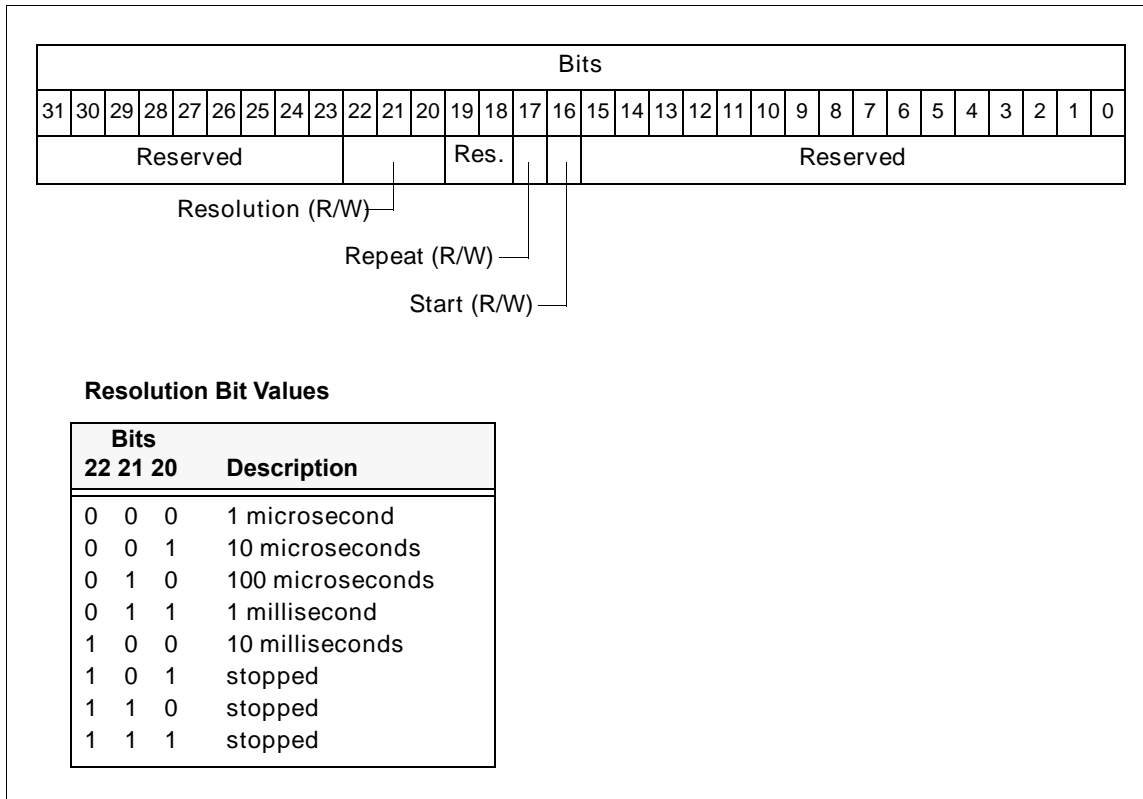 Bits
31 30 29 28 27 26 25 24 23 22 21 20 19 18 17 16 15 14 13 12 11 10 9 8 7 6 5 4 3 2 1 0
Reserved Res. Reserved
Resolution (R/W)
Repeat (R/W)
Start (R/W)
Resolution Bit Values
Bits
22 21 20 Description
0 0 0 1 microsecond
0 0 1 10 microseconds
0 1 0 100 microseconds
0 1 1 1 millisecond
1 0 0 10 milliseconds
1 0 1 stopped
1 1 0 stopped
1 1 1 stopped